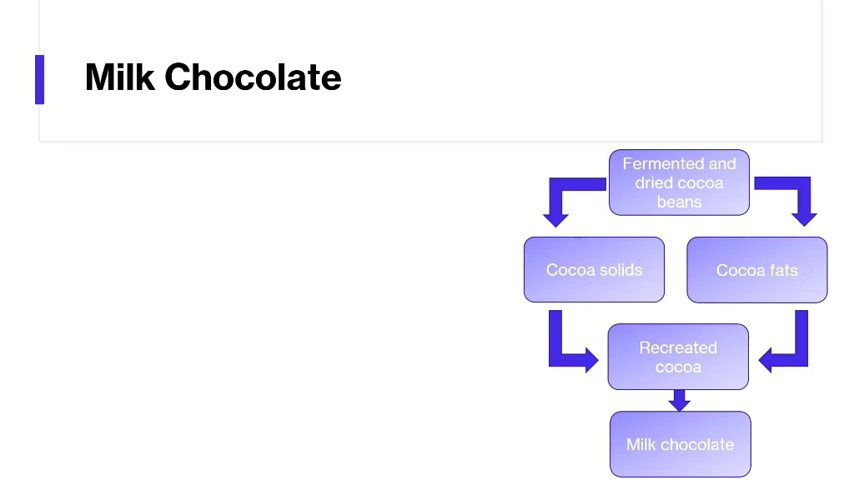 Milk Chocolate
Fermented and
dried cocoa
beans
Cocoa solids
Cocoa fats
Recreated
cocoa
Milk chocolate